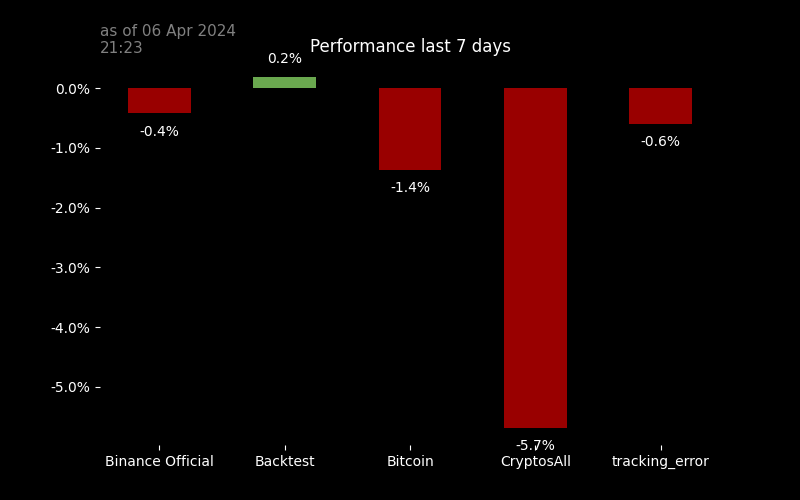 as of 06 Apr 2024
21:23
Performance last 7 days
0.2%
0.0%
-0.4%
-0.6%
-1.0%
-1.4%
-2.0%
-3.0%
-4.0%
-5.0%
-5.7%
Binance Official
Backtest
Bitcoin
CryptosAll
tracking_error